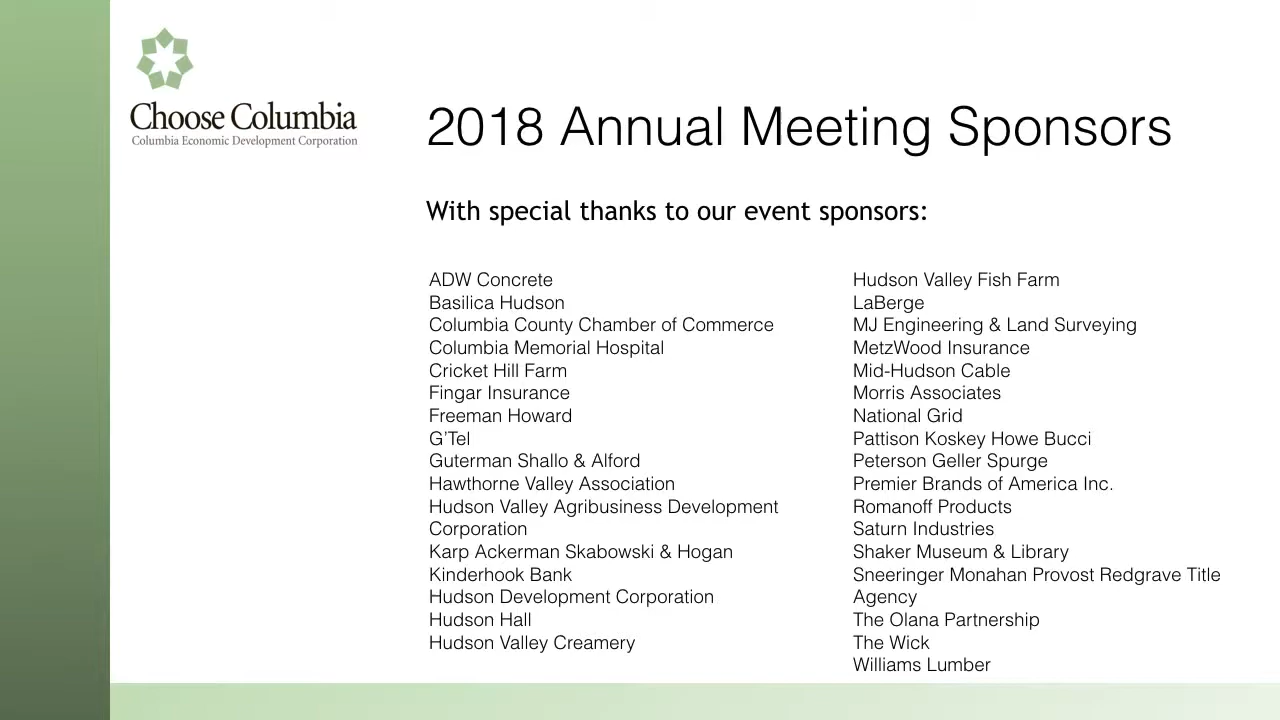 Choose Columbia
Columbia Economic Development Corporation
2018 Annual Meeting Sponsors
With special thanks to our event sponsors:
ADW Concrete
Basilica Hudson
Columbia County Chamber of Commerce
Columbia Memorial Hospital
Cricket Hill Farm
Fingar Insurance
Freeman Howard
G’Tel
Guterman Shallo & Alford
Hawthorne Valley Association
Hudson Valley Agribusiness Development
Corporation
Karp Ackerman Skabowski & Hogan
Kinderhook Bank
Hudson Development Corporation
Hudson Hall
Hudson Valley Creamery
Hudson Valley Fish Farm
LaBerge
MJ Engineering & Land Surveying
MetzWood Insurance
Mid-Hudson Cable
Morris Associates
National Grid
Pattison Koskey Howe Bucci
Peterson Geller Spurge
Premier Brands of America Inc.
Romanoff Products
Saturn Industries
Shaker Museum & Library
Sneeringer Monahan Provost Redgrave Title
Agency
The Olana Partnership
The Wick
Williams Lumber